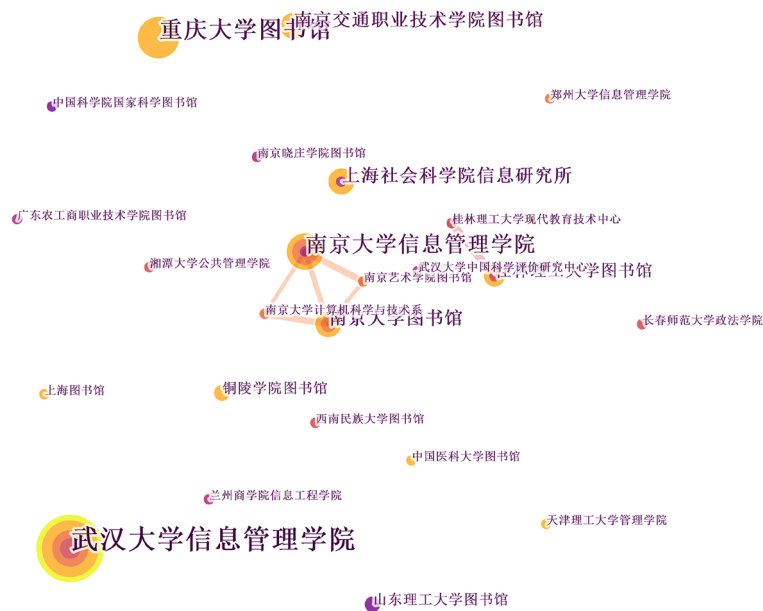 南京交通职业技术学院图书馆
重庆大学图书馆
郑州大学信息管理学院
中国科学院国家科学图书馆
南京晓庄学院图书馆
上海社会科学院信息研究所
广东农工商职业技术学院图书馆
桂林理工大学现代教育技术中心
南京大学信息管理学院
湘潭大学公共管理学院
武汉大学中国科学评价研究中心
桂林理工大学图书馆
南京艺术学院图书馆
南京大学计算机科学与技术系
南京大学图书馆
长春师范大学政法学院
上海图书馆
铜陵学院图书馆
西南民族大学图书馆
中国医科大学图书馆
兰州商学院信息工程学院
天津理工大学管理学院
武汉大学信息管理学院
山东理工大学图书馆